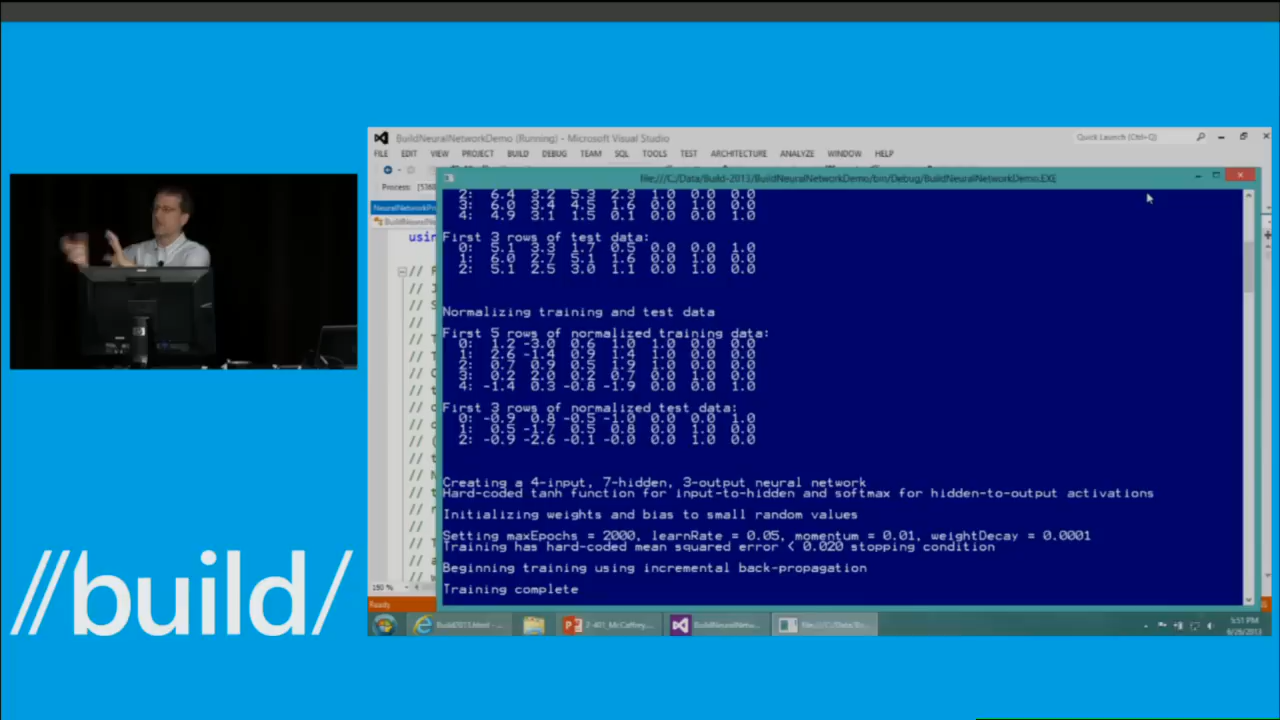 BuildNeuralNetworkDemo (Running) - Microsoft Visual Studio
Quick Launch (Ctrl+Q)
FILE EDIT VIEW PROJECT BUILD DEBUG TEAM SQL TOOLS TEST ARCHITECTURE ANALYZE WINDOW HELP
file:///C:/Data/Build-2013/BuildNeuralNetworkDemo/bin/Debug/BuildNeuralNetworkDemo.EXE
Process:
2: 6.4 3.2 5.3 2.3 1.0 0.0 0.0
3: 6.0 3.4 4.5 1.6 0.0 1.0 0.0
4: 4.9 3.1 1.5 0.1 0.0 0.0 1.0
First 3 rows of test data:
0: 5.1 3.3 1.7 0.5 0.0 0.0 1.0
1: 6.0 2.7 5.1 1.6 0.0 1.0 0.0
2: 5.1 2.5 3.0 1.1 0.0 1.0 0.0
Normalizing training and test data
First 5 rows of normalized training data:
0: 1.2 -3.0 0.6 1.0 1.0 0.0 0.0
1: 2.6 -1.4 0.9 1.4 1.0 0.0 0.0
2: 0.7 0.9 0.5 1.9 1.0 0.0 0.0
3: 0.2 2.0 0.2 0.7 0.0 1.0 0.0
4: -1.4 0.3 -0.8 -1.9 0.0 0.0 1.0
First 3 rows of normalized test data:
0: -0.9 0.8 -0.5 -1.0 0.0 0.0 1.0
1: 0.5 -1.7 0.5 0.8 0.0 1.0 0.0
2: -0.9 -2.6 -0.1 -0.0 0.0 1.0 0.0
Creating a 4-input, 7-hidden, 3-output neural network
Hard-coded tanh function for input-to-hidden and softmax for hidden-to-output activations
Initializing weights and bias to small random values
Setting maxEpochs = 2000, learnRate = 0.05, momentum = 0.01, weightDecay = 0.0001
Training has hard-coded mean squared error < 0.020 stopping condition
Beginning training using incremental back-propagation
Training complete
Ready
5:51 PM
6/26/2013
//build/